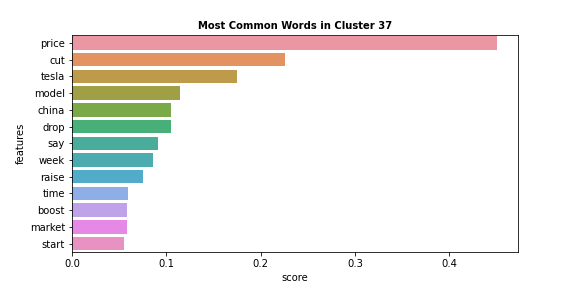 Most Common Words in Cluster 37
price
cut
tesla
model
china
drop
say
week
raise
time
boost
market
start
features
0.0 0.1 0.2 0.3 0.4
score